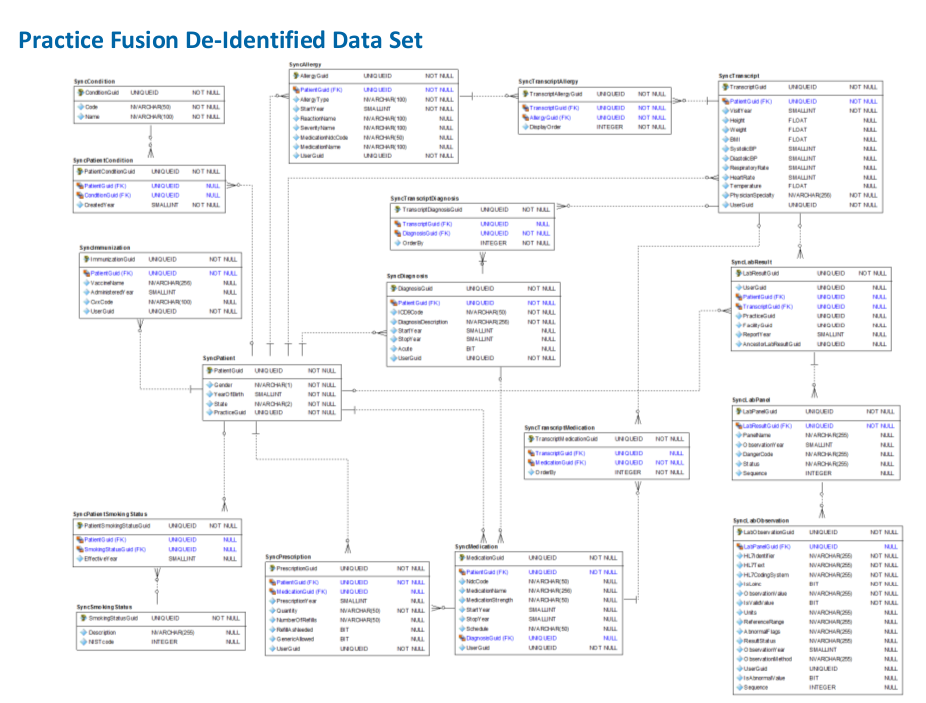 Practice Fusion De-Identified Data Set
SyncCondition
ConditionGuid UNIQUEID NOT NULL
Code NVARCHAR(50) NULL
Name NVARCHAR(100) NULL
SyncPatientCondition
PatientConditionGuid UNIQUEID NOT NULL
PatientGuid (FK) UNIQUEID NULL
ConditionGuid (FK) UNIQUEID NULL
CreatedYear SMALLINT NOT NULL
SyncImmunization
ImmunizationGuid UNIQUEID NOT NULL
PatientGuid (FK) UNIQUEID NOT NULL
VaccineName NVARCHAR(256) NULL
AdministeredYear SMALLINT NULL
CvxCode NVARCHAR(100) NULL
UserGuid UNIQUEID NOT NULL
SyncAllergy
AllergyGuid UNIQUEID NOT NULL
PatientGuid (FK) UNIQUEID NOT NULL
AllergyType NVARCHAR(100) NOT NULL
StartYear SMALLINT NOT NULL
ReactionName NVARCHAR(100) NULL
SeverityName NVARCHAR(100) NULL
MedicationNdcCode NVARCHAR(50) NULL
MedicationName NVARCHAR(100) NULL
UserGuid UNIQUEID NOT NULL
SyncTranscriptAllergy
TranscriptAllergyGuid UNIQUEID NOT NULL
TranscriptGuid (FK) UNIQUEID NOT NULL
AllergyGuid (FK) UNIQUEID NOT NULL
DisplayOrder INTEGER NOT NULL
SyncTranscript
TranscriptGuid UNIQUEID NOT NULL
PatientGuid (FK) UNIQUEID NOT NULL
VisitYear SMALLINT NOT NULL
Height FLOAT NULL
Weight FLOAT NULL
BMI FLOAT NULL
SystolicBP SMALLINT NULL
DiastolicBP SMALLINT NULL
RespiratoryRate SMALLINT NULL
HeartRate SMALLINT NULL
Temperature FLOAT NULL
PhysicianSpecialty NVARCHAR(255) NOT NULL
UserGuid UNIQUEID NOT NULL
SyncTranscriptDiagnosis
TranscriptDiagnosisGuid UNIQUEID NOT NULL
TranscriptGuid (FK) UNIQUEID NULL
DiagnosisGuid (FK) UNIQUEID NOT NULL
OrderBy INTEGER NOT NULL
SyncDiagnosis
DiagnosisGuid UNIQUEID NOT NULL
PatientGuid (FK) UNIQUEID NULL
ICD9Code NVARCHAR(50) NOT NULL
DiagnosisDescription NVARCHAR(256) NOT NULL
StartYear SMALLINT NULL
StopYear SMALLINT NULL
Acute BIT NULL
UserGuid UNIQUEID NOT NULL
SyncLabResult
LabResultGuid UNIQUEID NOT NULL
UserGuid UNIQUEID NULL
PatientGuid (FK) UNIQUEID NULL
TranscriptGuid (FK) UNIQUEID NULL
PracticeGuid UNIQUEID NULL
FacilityGuid UNIQUEID NULL
ReportYear SMALLINT NULL
AncestorLabResultGuid UNIQUEID NULL
SyncPatient
PatientGuid UNIQUEID NOT NULL
Gender NVARCHAR(1) NOT NULL
YearOfBirth SMALLINT NOT NULL
State NVARCHAR(2) NOT NULL
PracticeGuid UNIQUEID NOT NULL
SyncLabPanel
LabPanelGuid UNIQUEID NOT NULL
LabResultGuid (FK) UNIQUEID NOT NULL
PanelName NVARCHAR(255) NULL
ObservationYear SMALLINT NULL
DangerCode NVARCHAR(255) NULL
Status NVARCHAR(255) NULL
Sequence INTEGER NULL
SyncTranscriptMedication
TranscriptMedicationGuid UNIQUEID NOT NULL
TranscriptGuid (FK) UNIQUEID NULL
MedicationGuid (FK) UNIQUEID NOT NULL
OrderBy INTEGER NOT NULL
SyncPatientSmokingStatus
PatientSmokingStatusGuid UNIQUEID NOT NULL
PatientGuid (FK) UNIQUEID NULL
SmokingStatusGuid (FK) UNIQUEID NULL
EffectiveYear SMALLINT NULL
SyncSmokingStatus
SmokingStatusGuid UNIQUEID NOT NULL
Description NVARCHAR(255) NULL
NISTcode INTEGER NULL
SyncPrescription
PrescriptionGuid UNIQUEID NOT NULL
PatientGuid (FK) UNIQUEID NOT NULL
MedicationGuid (FK) UNIQUEID NULL
PrescriptionYear SMALLINT NULL
Quantity NVARCHAR(50) NOT NULL
NumberOfRefills NVARCHAR(50) NULL
RefillAsNeeded BIT NULL
GenericAllowed BIT NULL
UserGuid UNIQUEID NOT NULL
SyncMedication
MedicationGuid UNIQUEID NOT NULL
PatientGuid (FK) UNIQUEID NULL
NdcCode NVARCHAR(50) NULL
MedicationName NVARCHAR(256) NULL
MedicationStrength NVARCHAR(50) NULL
StartYear SMALLINT NULL
StopYear SMALLINT NULL
Schedule NVARCHAR(50) NULL
DiagnosisGuid (FK) UNIQUEID NULL
UserGuid UNIQUEID NOT NULL
SyncLabObservation
LabObservationGuid UNIQUEID NOT NULL
LabPanelGuid (FK) UNIQUEID NULL
HL7Identifier NVARCHAR(255) NOT NULL
HL7Text NVARCHAR(255) NOT NULL
HL7CodingSystem NVARCHAR(255) NOT NULL
IsLoinc BIT NOT NULL
ObservationValue NVARCHAR(255) NOT NULL
IsValidValue BIT NOT NULL
Units NVARCHAR(255) NULL
ReferenceRange NVARCHAR(255) NULL
AbnormalFlags NVARCHAR(255) NULL
ResultStatus NVARCHAR(255) NULL
ObservationYear SMALLINT NULL
ObservationMethod NVARCHAR(255) NULL
UserGuid UNIQUEID NULL
IsAbnormalValue BIT NULL
Sequence INTEGER NULL